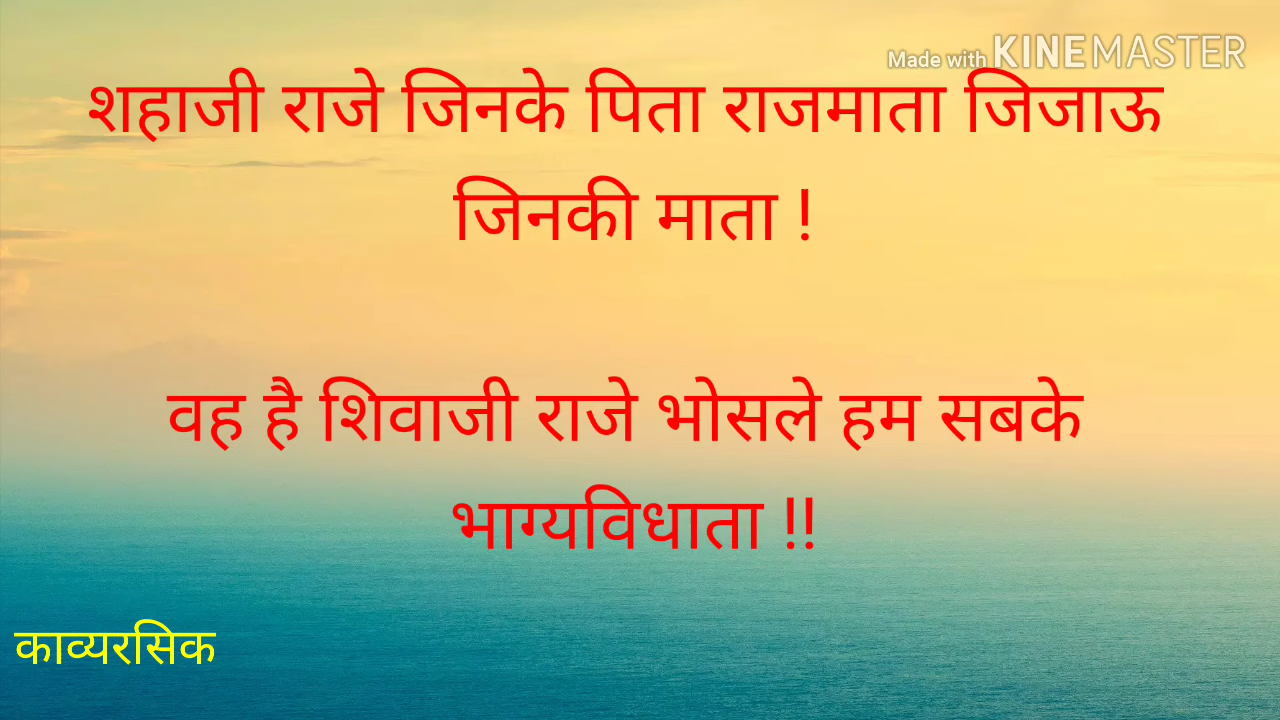 Made with KINEMASTER
शहाजी राजे जिनके पिता राजमाता जिजाऊ
जिनकी माता !
वह है शिवाजी राजे भोसले हम सबके
भाग्यविधाता !!
काव्यरसिक